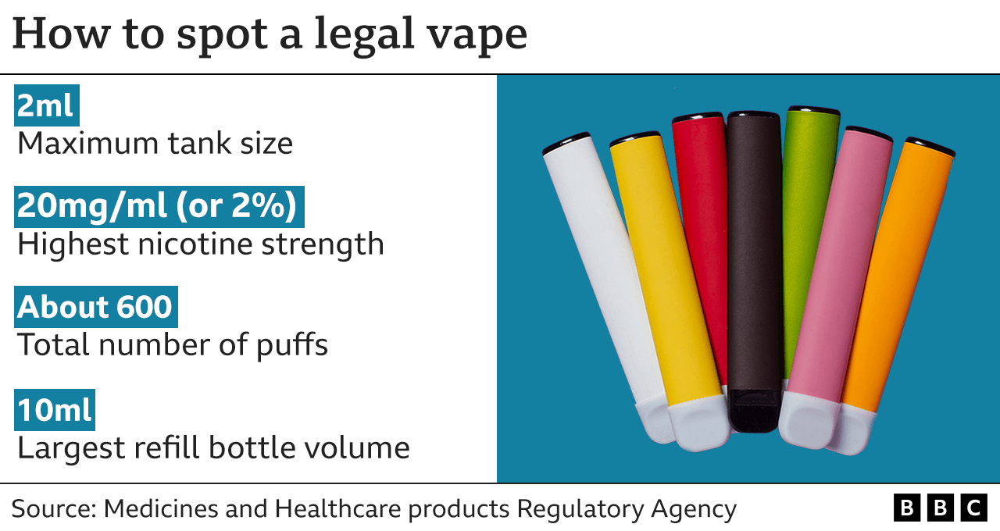 How to spot a legal vape
2ml
Maximum tank size
20mg/ml (or 2%)
Highest nicotine strength
About 600
Total number of puffs
10ml
Largest refill bottle volume
Source: Medicines and Healthcare products Regulatory Agency
BBC